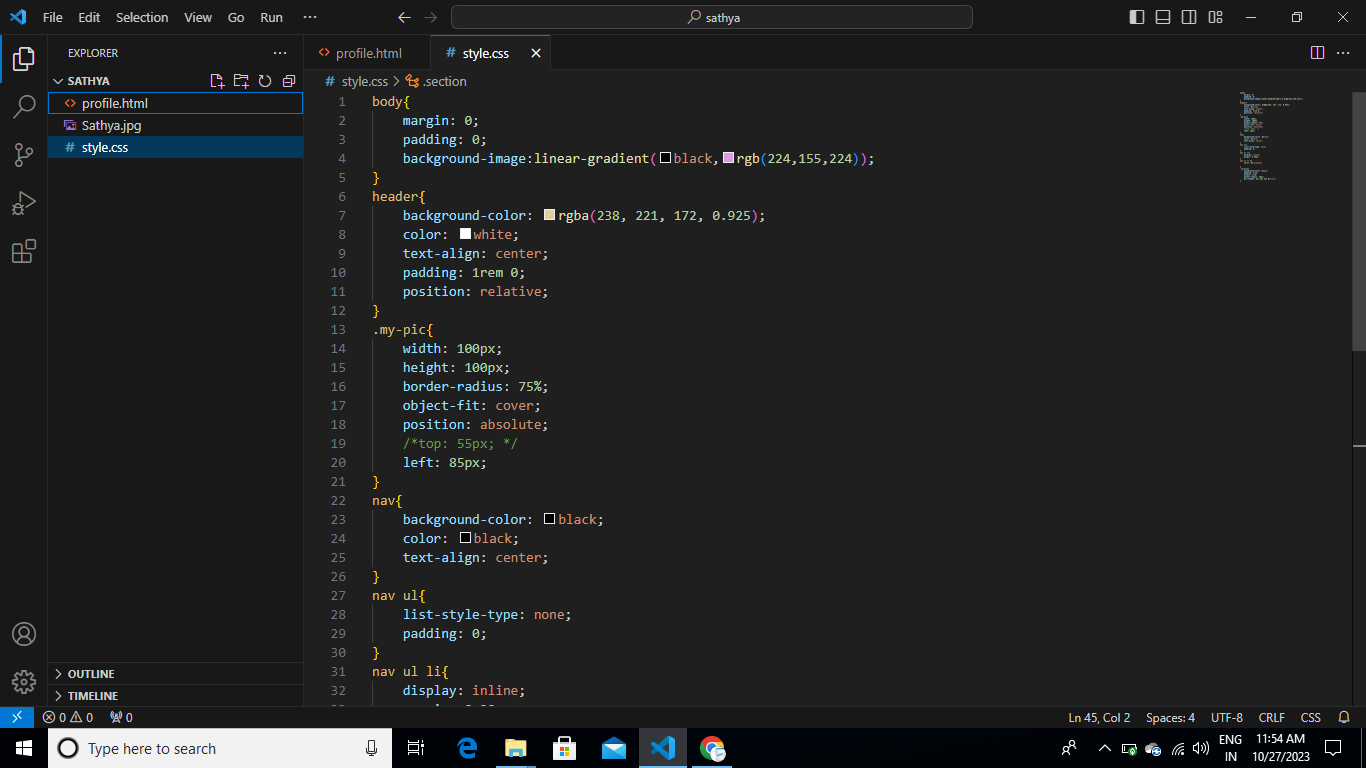 File Edit Selection View Go Run ···
sathya
EXPLORER ···
SATHYA
profile.html
Sathya.jpg
# style.css
OUTLINE
TIMELINE
<> profile.html
# style.css
# style.css > .section
1 body{
2 margin: 0;
3 padding: 0;
4 background-image:linear-gradient(black,rgb(224,155,224));
5 }
6 header{
7 background-color: rgba(238, 221, 172, 0.925);
8 color: white;
9 text-align: center;
10 padding: 1rem 0;
11 position: relative;
12 }
13 .my-pic{
14 width: 100px;
15 height: 100px;
16 border-radius: 75%;
17 object-fit: cover;
18 position: absolute;
19 /*top: 55px; */
20 left: 85px;
21 }
22 nav{
23 background-color: black;
24 color: black;
25 text-align: center;
26 }
27 nav ul{
28 list-style-type: none;
29 padding: 0;
30 }
31 nav ul li{
32 display: inline;
0 0 0
Ln 45, Col 2 Spaces: 4 UTF-8 CRLF CSS
Type here to search
ENG
IN
11:54 AM
10/27/2023